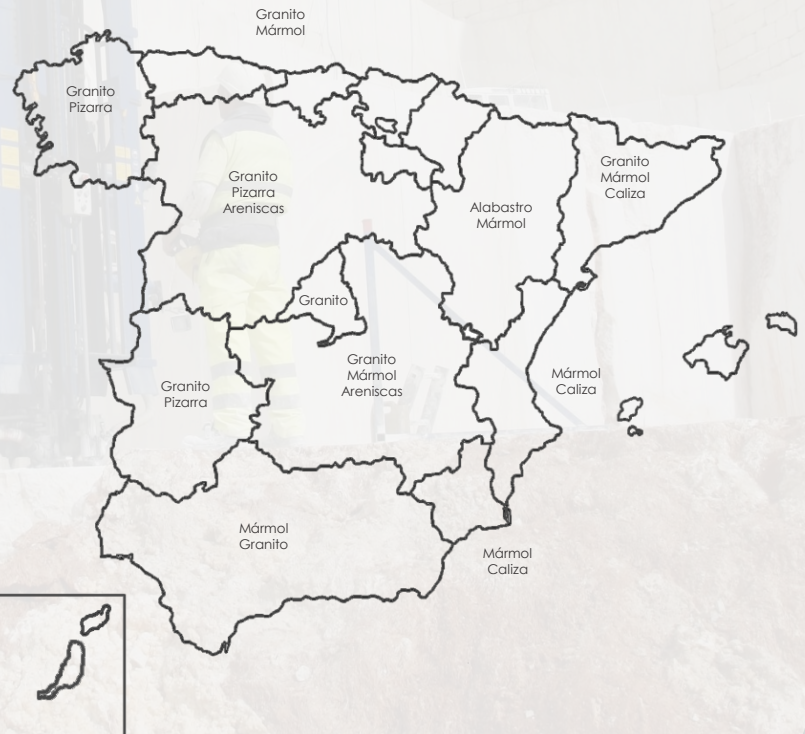 Granito
Mármol
Granito
Pizarra
Granito
Pizarra
Areniscas
Granito
Mármol
Caliza
Alabastro
Mármol
Granito
Granito
Mármol
Areniscas
Mármol
Caliza
Granito
Pizarra
Mármol
Granito
Mármol
Caliza